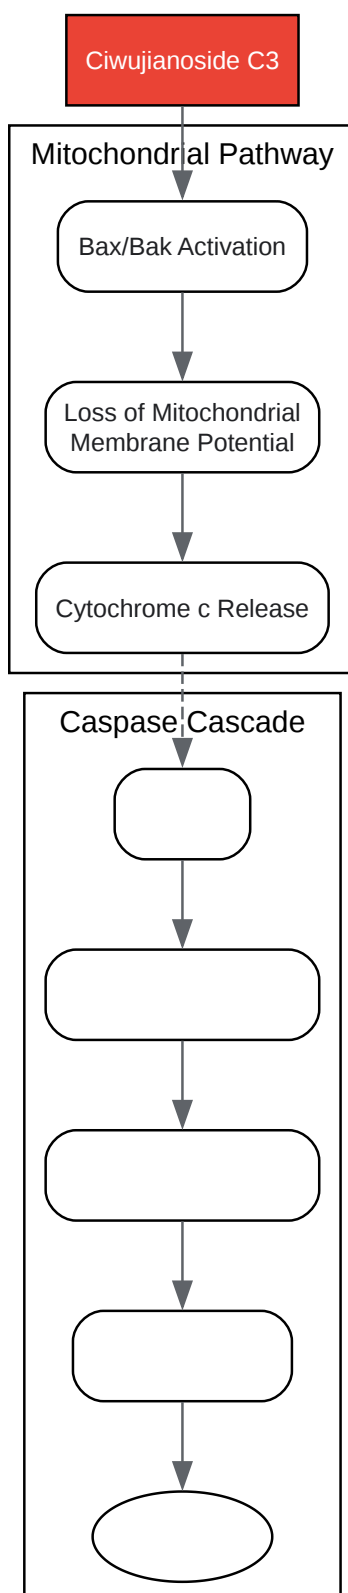 Ciwujianoside C3
Mitochondrial Pathway
Bax/Bak Activation
Loss of Mitochondrial
Membrane Potential
Cytochrome c Release
Caspase Cascade